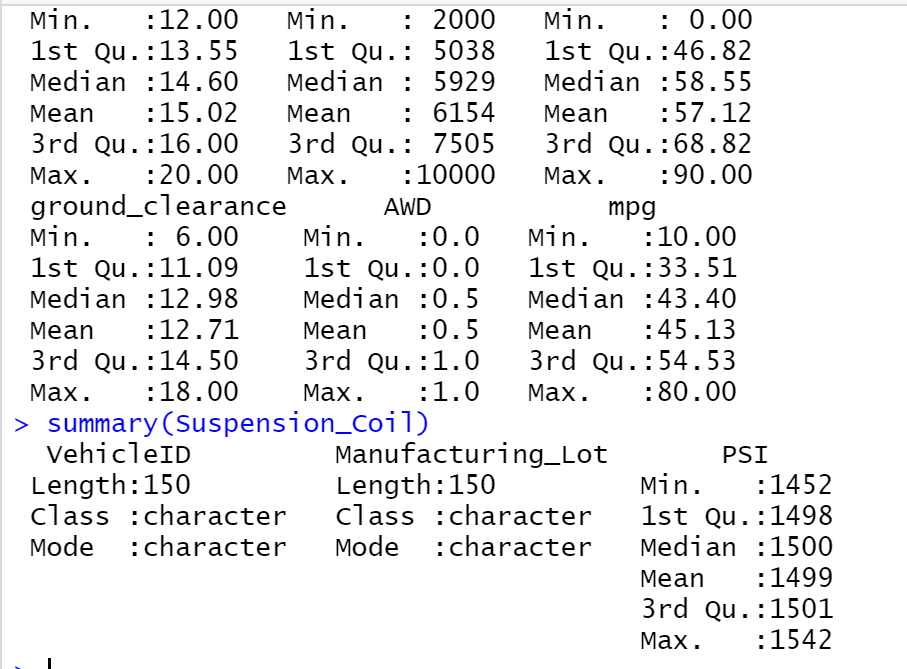 Min.   :12.00   Min.   : 2000   Min.   : 0.00
1st Qu.:13.55   1st Qu.: 5038   1st Qu.:46.82
Median :14.60   Median : 5929   Median :58.55
Mean   :15.02   Mean   : 6154   Mean   :57.12
3rd Qu.:16.00   3rd Qu.: 7505   3rd Qu.:68.82
Max.   :20.00   Max.   :10000   Max.   :90.00
ground_clearance      AWD           mpg
Min.   : 6.00    Min.   :0.0   Min.   :10.00
1st Qu.:11.09    1st Qu.:0.0   1st Qu.:33.51
Median :12.98    Median :0.5   Median :43.40
Mean   :12.71    Mean   :0.5   Mean   :45.13
3rd Qu.:14.50    3rd Qu.:1.0   3rd Qu.:54.53
Max.   :18.00    Max.   :1.0   Max.   :80.00
> summary(Suspension_Coil)
VehicleID         Manufacturing_Lot       PSI
Length:150         Length:150         Min.   :1452
Class :character   Class :character   1st Qu.:1498
Mode  :character   Mode  :character   Median :1500
Mean   :1499
3rd Qu.:1501
Max.   :1542
>